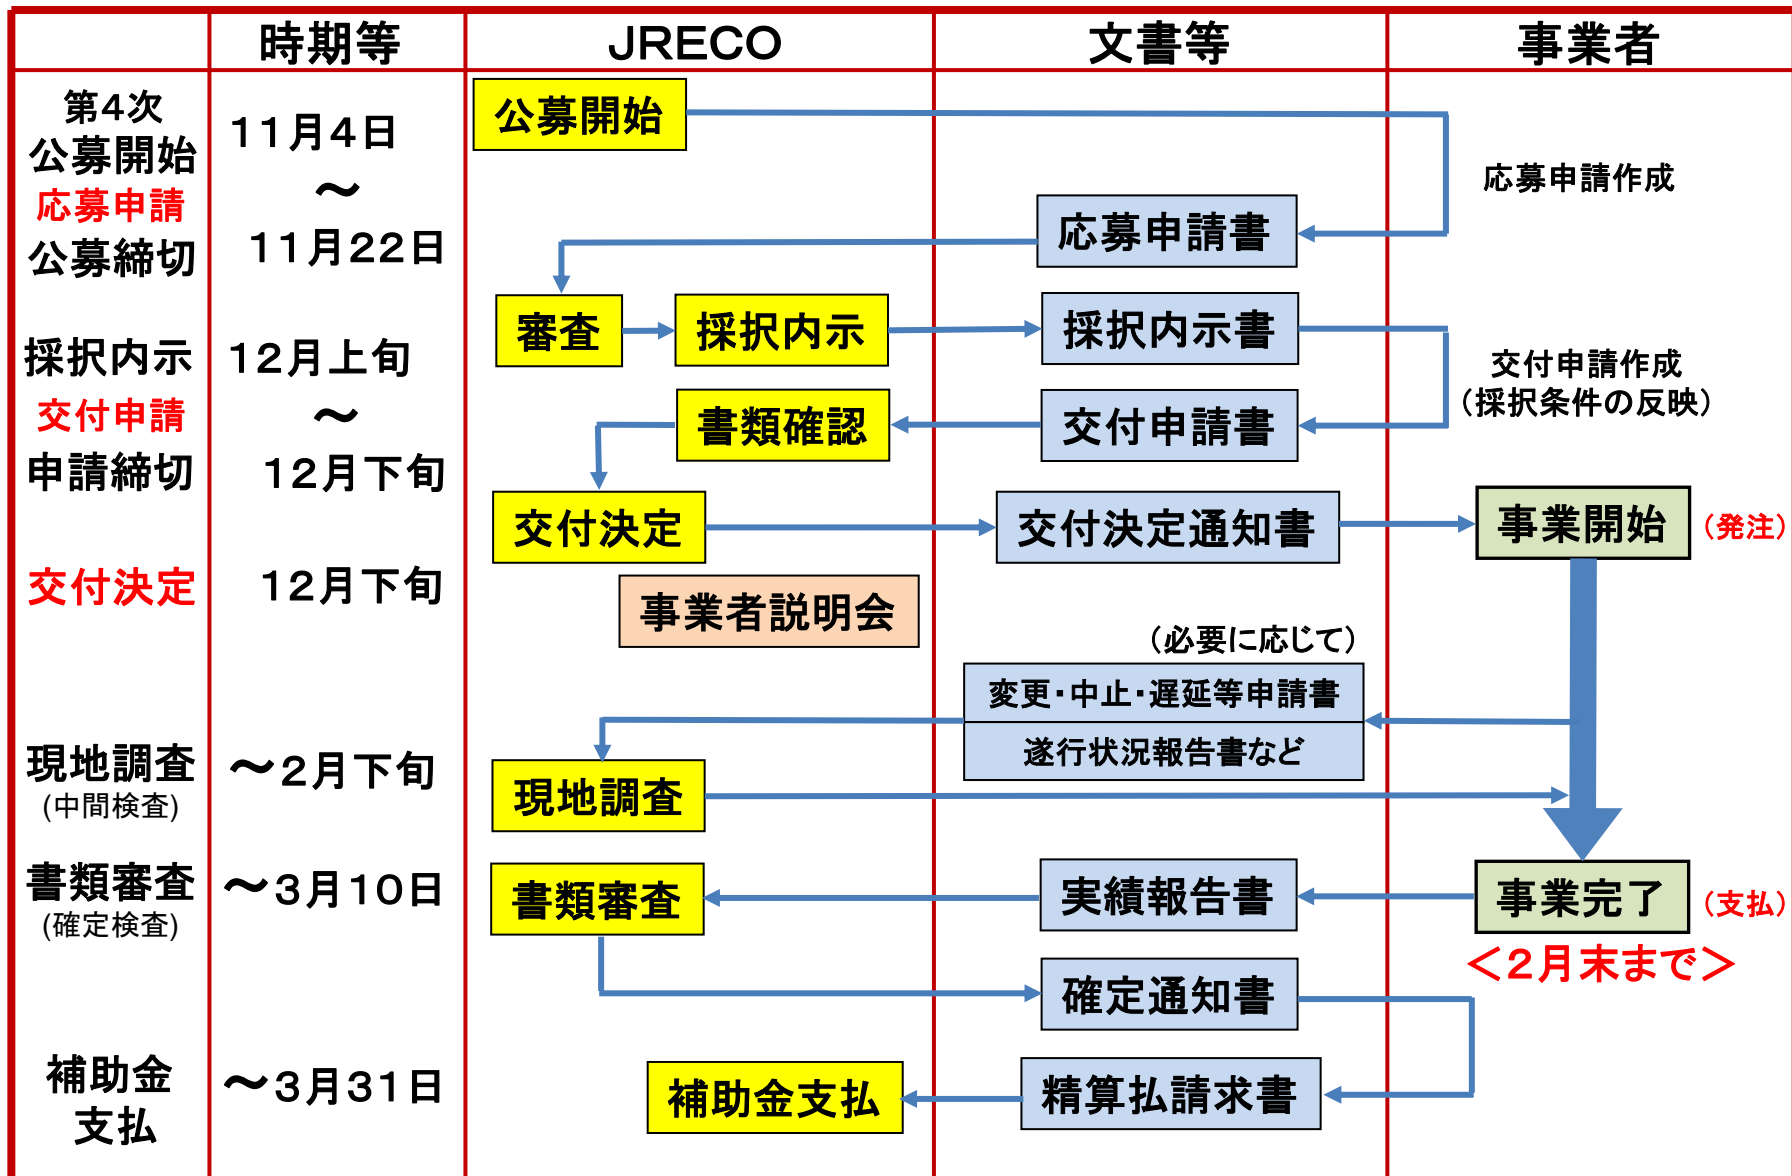 時期等
JRECO
文書等
事業者
第4次
公募開始
応募申請
公募締切
11月4日
～
11月22日
公募開始
応募申請作成
応募申請書
審査
採択内示
採択内示書
採択内示
交付申請
申請締切
12月上旬
～
12月下旬
交付申請作成
（採択条件の反映）
書類確認
交付申請書
交付決定
交付決定通知書
事業開始
（発注）
交付決定
12月下旬
事業者説明会
（必要に応じて）
変更・中止・遅延等申請書
遂行状況報告書など
現地調査
(中間検査)
～2月下旬
現地調査
書類審査
(確定検査)
～3月10日
書類審査
実績報告書
事業完了
（支払）
＜2月末まで＞
確定通知書
補助金
支払
～3月31日
補助金支払
精算払請求書